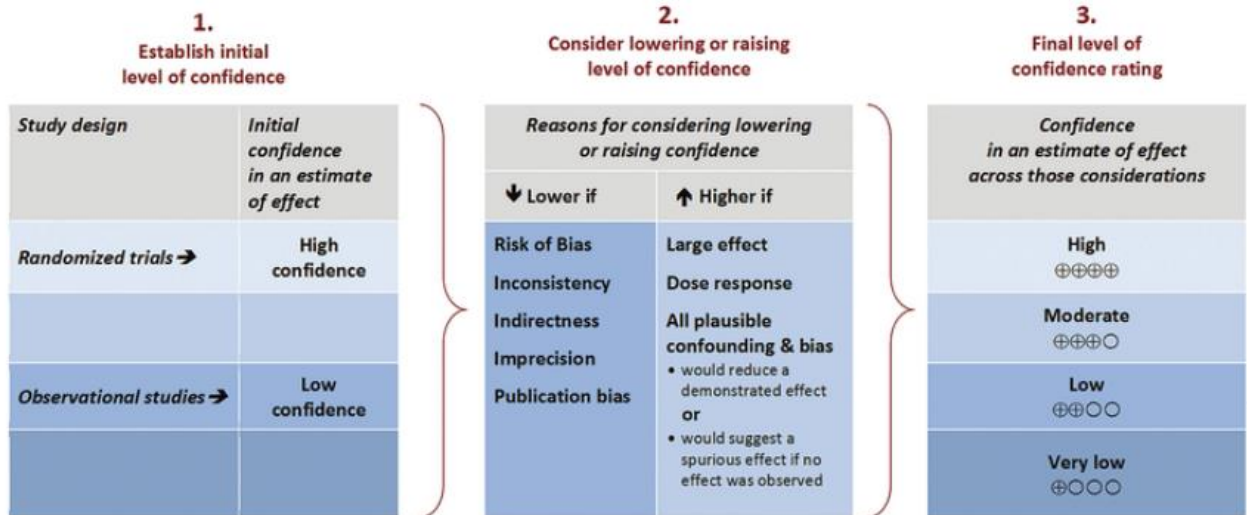 1.
Establish initial
level of confidence
Study design
Initial
confidence
in an estimate
of effect
Randomized trials ➔
High
confidence
Observational studies ➔
Low
confidence
2.
Consider lowering or raising
level of confidence
Reasons for considering lowering
or raising confidence
🡇 Lower if
🡅 Higher if
Risk of Bias
Inconsistency
Indirectness
Imprecision
Publication bias
Large effect
Dose response
All plausible
confounding & bias
• would reduce a
demonstrated effect
or
• would suggest a
spurious effect if no
effect was observed
3.
Final level of
confidence rating
Confidence
in an estimate of effect
across those considerations
High
⊕⊕⊕⊕
Moderate
⊕⊕⊕○
Low
⊕⊕○○
Very low
⊕○○○